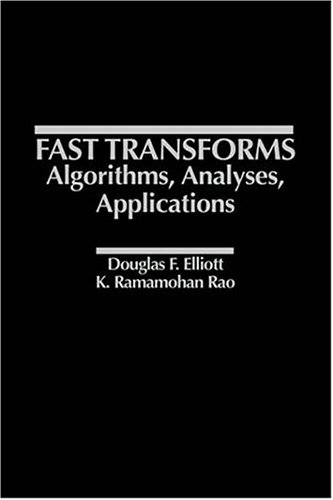 FAST TRANSFORMS
Algorithms, Analyses,
Applications
Douglas F. Elliott
K. Ramamohan Rao